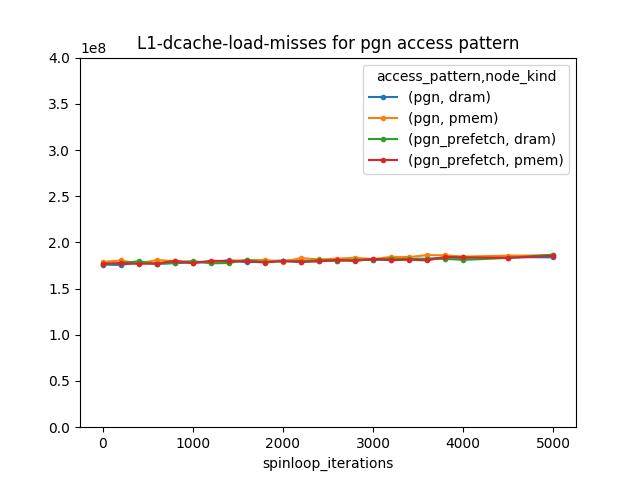 L1-dcache-load-misses for pgn access pattern
1e8
access_pattern,node_kind
(pgn, dram)
(pgn, pmem)
(pgn_prefetch, dram)
(pgn_prefetch, pmem)
4.0
3.5
3.0
2.5
2.0
1.5
1.0
0.5
0.0
0 1000 2000 3000 4000 5000
spinloop_iterations